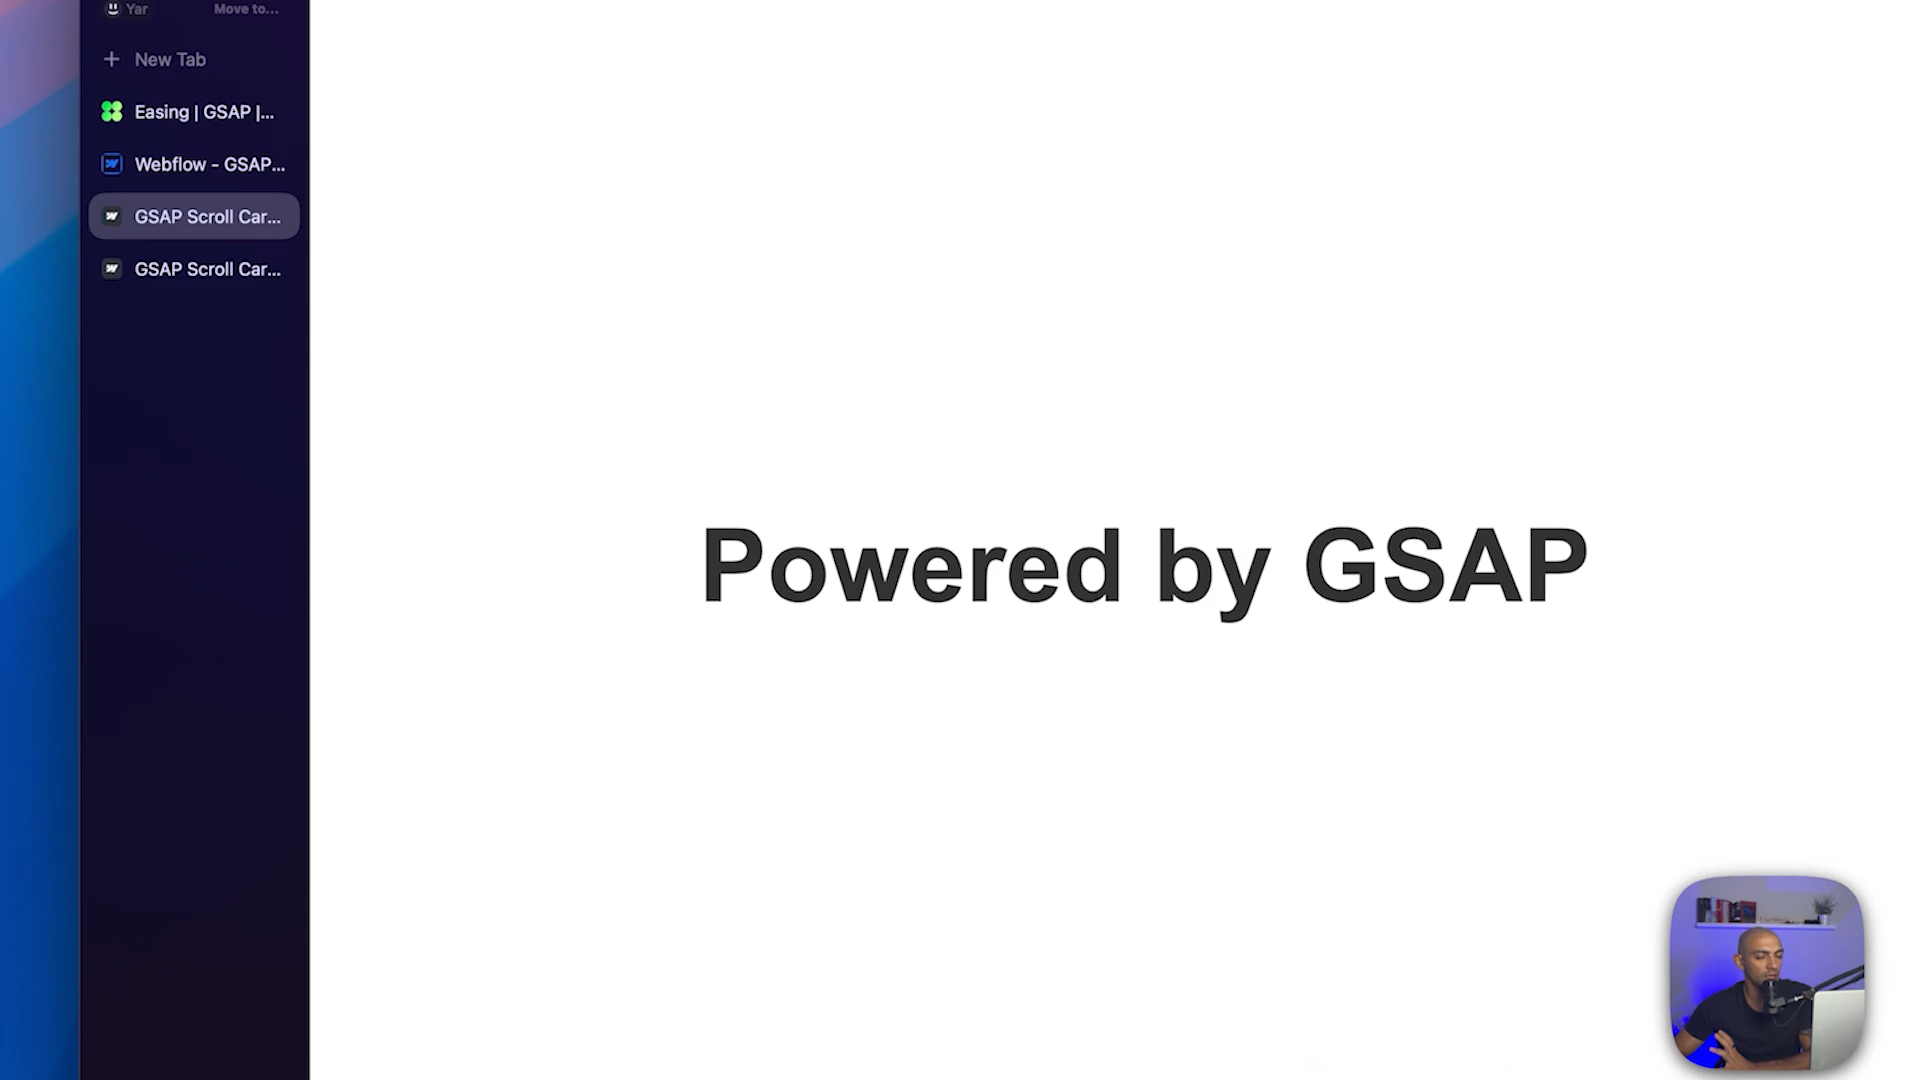 Yar
Move to...
New Tab
Easing | GSAP |...
Webflow - GSAP...
GSAP Scroll Car...
GSAP Scroll Car...
Powered by GSAP